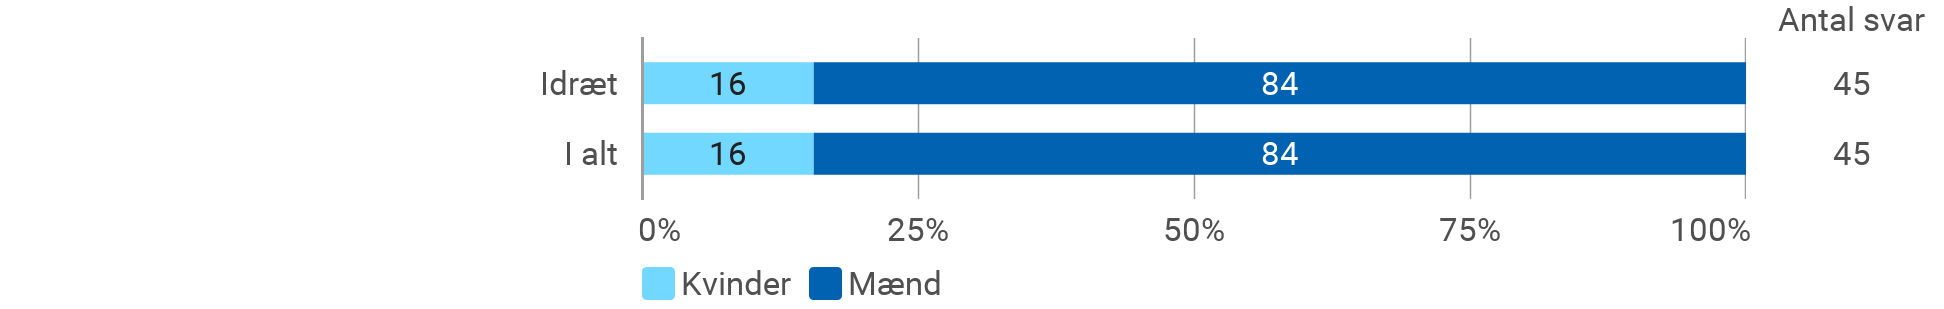 Antal svar
Idræt 16 84 45
I alt 16 84 45
0% 25% 50% 75% 100%
Kvinder Mænd